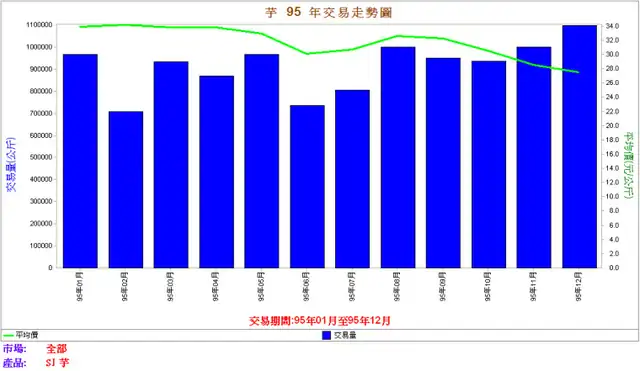 芋 95 年交易走勢圖
1100000
1000000
900000
800000
700000
600000
500000
400000
300000
200000
100000
0
交易量(公斤)
34.0
32.0
30.0
28.0
26.0
24.0
22.0
20.0
18.0
16.0
14.0
12.0
10.0
8.0
6.0
4.0
2.0
0.0
平均價(元/公斤)
95年01月
95年02月
95年03月
95年04月
95年05月
95年06月
95年07月
95年08月
95年09月
95年10月
95年11月
95年12月
交易期間:95年01月至95年12月
平均價 交易量
市場: 全部
產品: SJ 芋